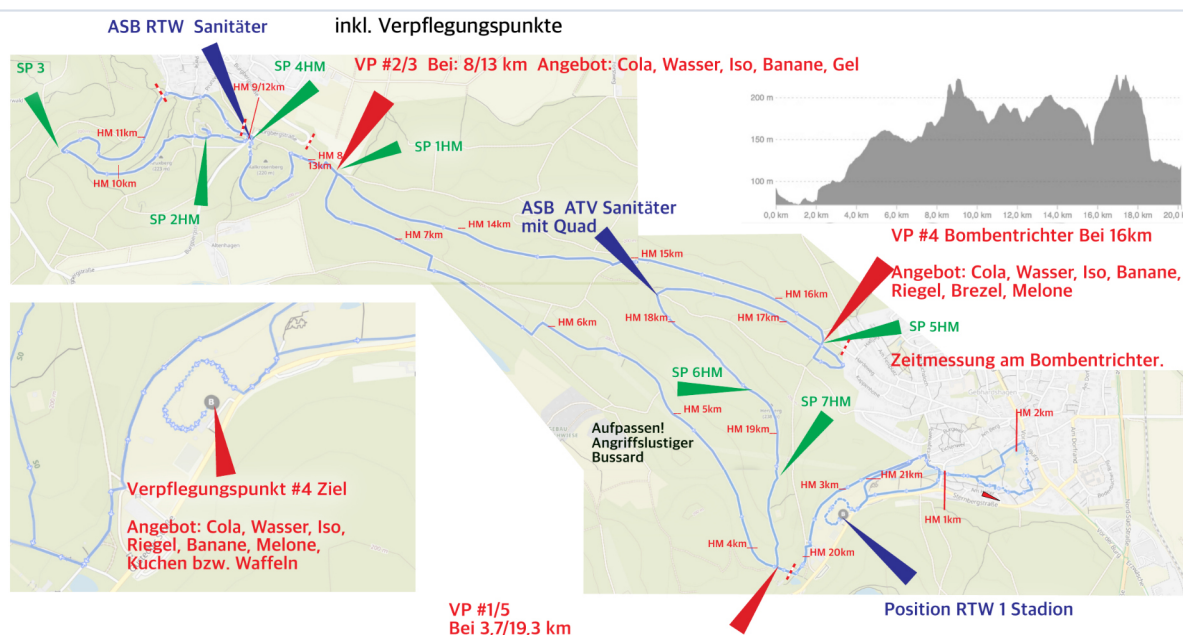 ASB RTW Sanitäter
inkl. Verpflegungspunkte
SP 3
SP 4HM
VP #2/3 Bei: 8/13 km Angebot: Cola, Wasser, Iso, Banane, Gel
HM 9/12km
HM 11km
HM 10km
SP 2HM
HM 8
13km
SP 1HM
HM 7km
HM 14km
ASB ATV Sanitäter
mit Quad
HM 15km
HM 16km
HM 17km
HM 18km
HM 6km
200 m
150 m
100 m
0,0 km
2,0 km
4,0 km
6,0 km
8,0 km
10,0 km
12,0 km
14,0 km
16,0 km
18,0 km
20,0 k
VP #4 Bombentrichter Bei 16km
Angebot: Cola, Wasser, Iso, Banane,
Riegel, Brezel, Melone
SP 5HM
Zeitmessung am Bombentrichter.
SP 6HM
SP 7HM
HM 5km
Aufpassen!
Angriffslustiger
Bussard
HM 19km
HM 2km
HM 3km
HM 21km
HM 1km
HM 4km
HM 20km
B
Verpflegungspunkt #4 Ziel
Angebot: Cola, Wasser, Iso,
Riegel, Banane, Melone,
Kuchen bzw. Waffeln
VP #1/5
Bei 3,7/19,3 km
Position RTW 1 Stadion